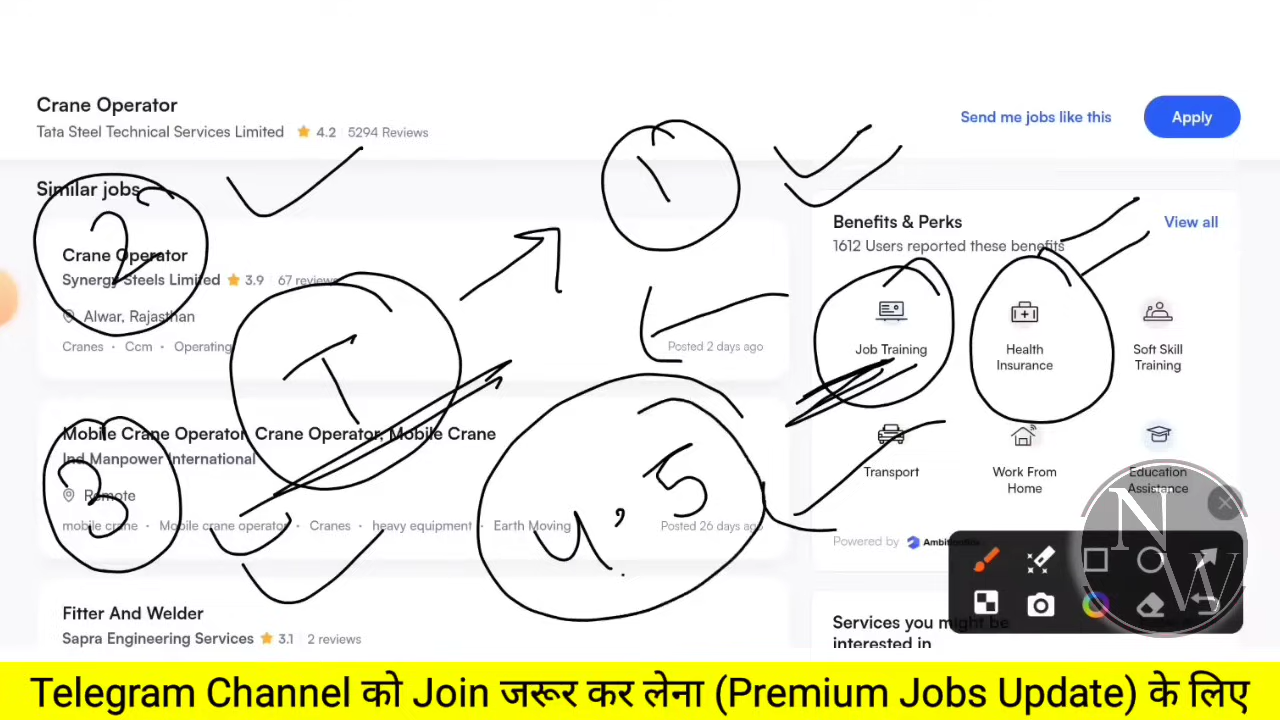 Crane Operator
Tata Steel Technical Services Limited 4.2 5294 Reviews
Send me jobs like this
Apply
Similar jobs
Crane Operator
Synergy Steels Limited 3.9 67 reviews
Alwar, Rajasthan
Cranes · Ccm · Operating
Posted 2 days ago
Mobile Crane Operator, Crane Operator, Mobile Crane
Ind Manpower International
Remote
mobile crane · Mobile crane operator · Cranes · heavy equipment · Earth Moving
Posted 26 days ago
Fitter And Welder
Sapra Engineering Services 3.1 2 reviews
Benefits & Perks
View all
1612 Users reported these benefits
Job Training
Health
Insurance
Soft Skill
Training
Transport
Work From
Home
Education
Assistance
Powered by
Services you might be
interested in
1
2
3
4, 5
N
W
Telegram Channel को Join जरूर कर लेना (Premium Jobs Update) के लिए